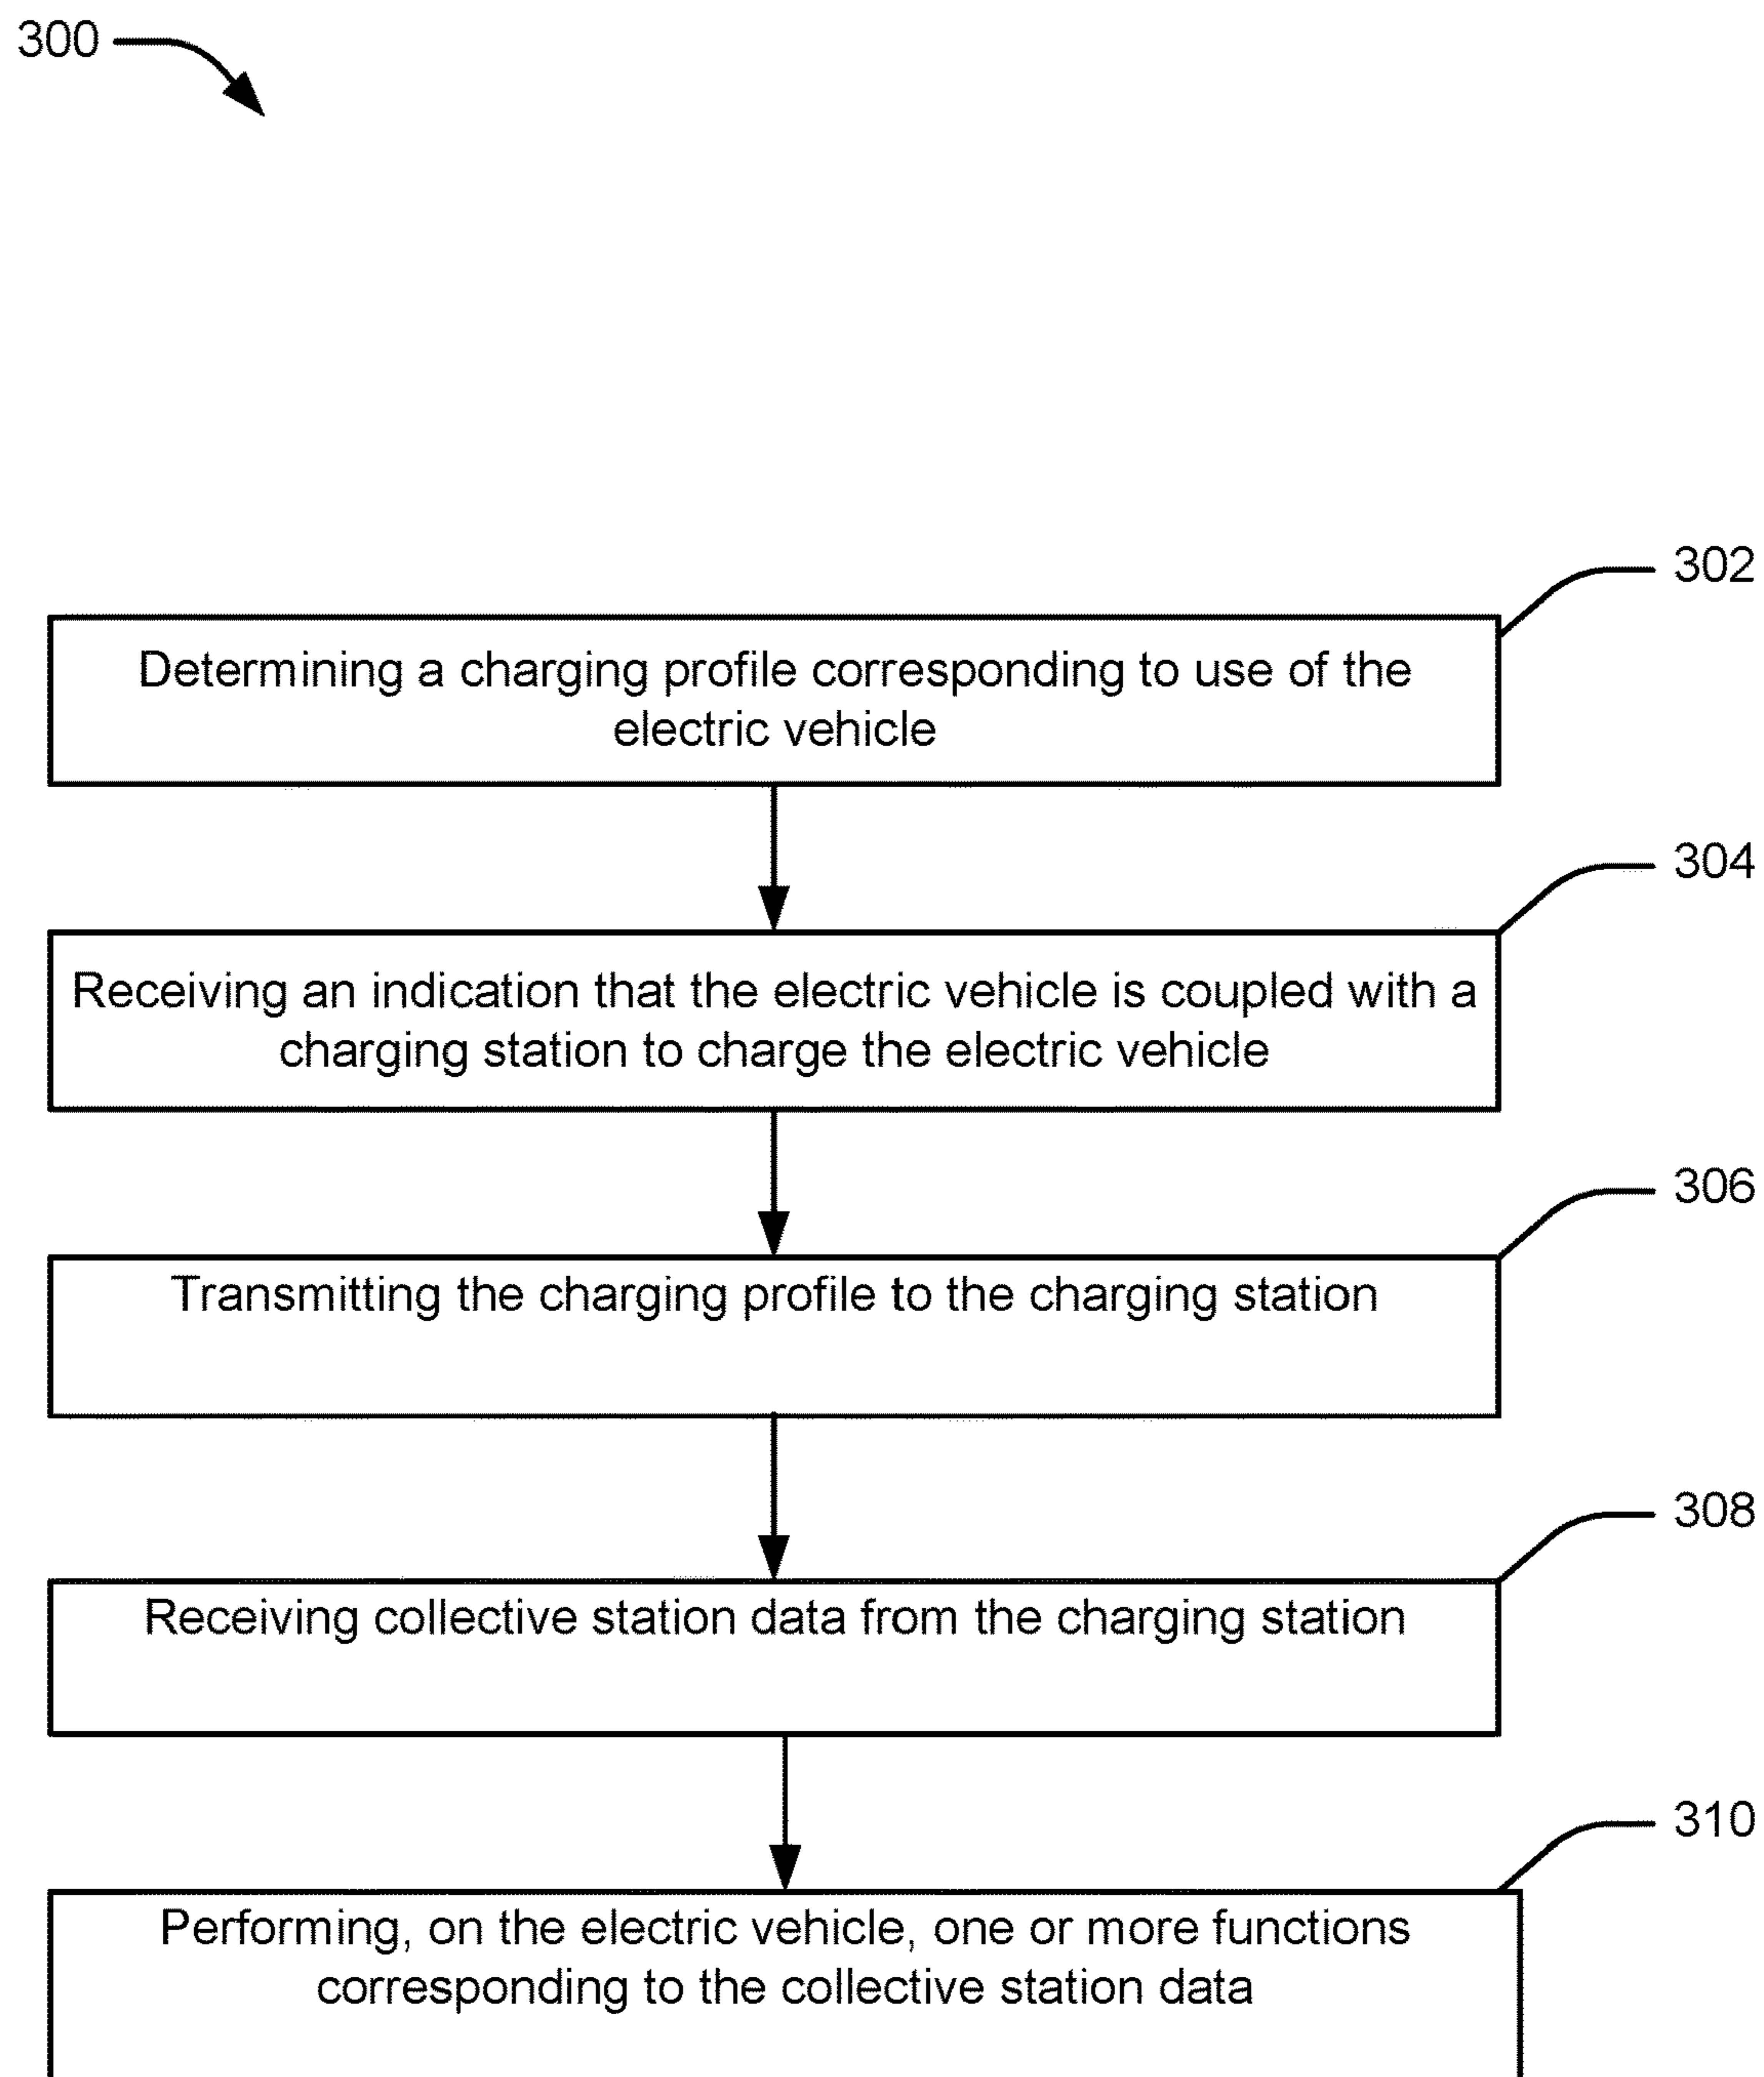 300
302
Determining a charging profile corresponding to use of the
electric vehicle
304
Receiving an indication that the electric vehicle is coupled with a
charging station to charge the electric vehicle
306
Transmitting the charging profile to the charging station
308
Receiving collective station data from the charging station
310
Performing, on the electric vehicle, one or more functions
corresponding to the collective station data